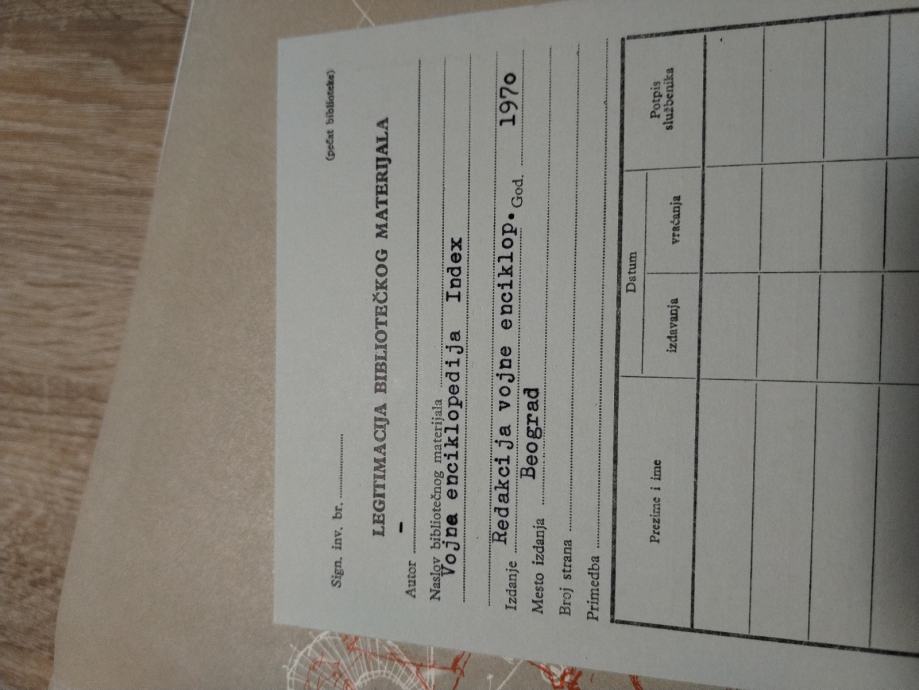 Sign. inv. br.
(pečat biblioteke)
LEGITIMACIJA BIBLIOTEČKOG MATERIJALA
Autor –
Naslov bibliotečnog materijala
Vojna enciklopedija Index
Izdanje Redakcija vojne enciklop. God. 1970
Mesto izdanja Beograd
Broj strana
Primedba
Prezime i ime
Datum
izdavanja
vraćanja
Potpis
službenika